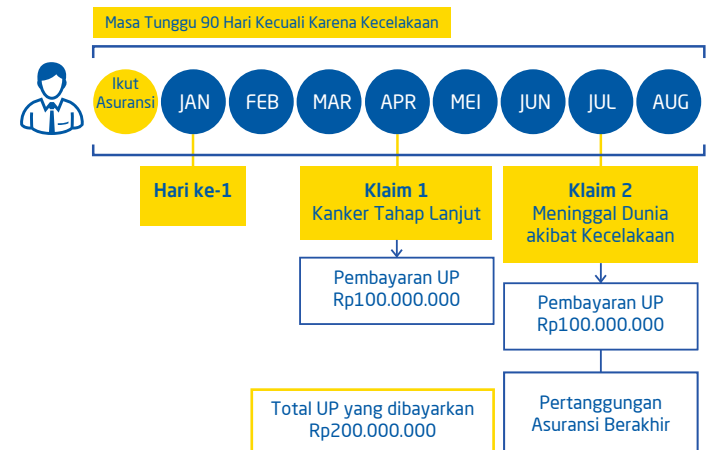 Masa Tunggu 90 Hari Kecuali Karena Kecelakaan
Ikut
Asuransi
JAN
FEB
MAR
APR
MEI
JUN
JUL
AUG
Hari ke-1
Klaim 1
Kanker Tahap Lanjut
Klaim 2
Meninggal Dunia
akibat Kecelakaan
Pembayaran UP
Rp100.000.000
Pembayaran UP
Rp100.000.000
Total UP yang dibayarkan
Rp200.000.000
Pertanggungan
Asuransi Berakhir